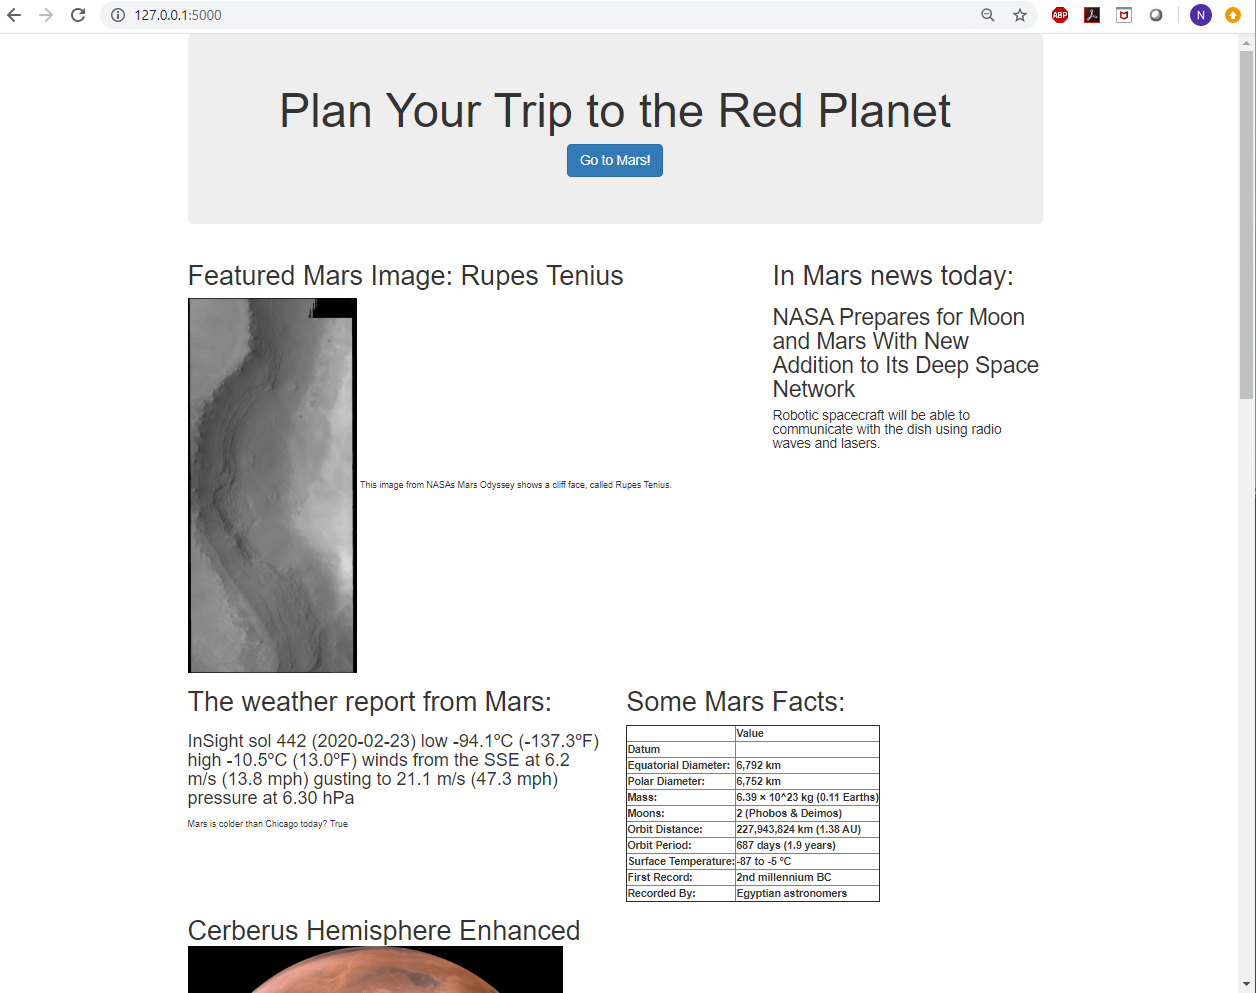 127.0.0.1:5000
ABP
N
Plan Your Trip to the Red Planet
Go to Mars!
Featured Mars Image: Rupes Tenius
This image from NASAs Mars Odyssey shows a cliff face, called Rupes Tenius.
In Mars news today:
NASA Prepares for Moon
and Mars With New
Addition to Its Deep Space
Network
Robotic spacecraft will be able to
communicate with the dish using radio
waves and lasers.
The weather report from Mars:
InSight sol 442 (2020-02-23) low -94.1ºC (-137.3ºF)
high -10.5ºC (13.0ºF) winds from the SSE at 6.2
m/s (13.8 mph) gusting to 21.1 m/s (47.3 mph)
pressure at 6.30 hPa
Mars is colder than Chicago today? True
Some Mars Facts:
Value
Datum
Equatorial Diameter: 6,792 km
Polar Diameter: 6,752 km
Mass: 6.39 × 10^23 kg (0.11 Earths)
Moons: 2 (Phobos & Deimos)
Orbit Distance: 227,943,824 km (1.38 AU)
Orbit Period: 687 days (1.9 years)
Surface Temperature: -87 to -5 ºC
First Record: 2nd millennium BC
Recorded By: Egyptian astronomers
Cerberus Hemisphere Enhanced